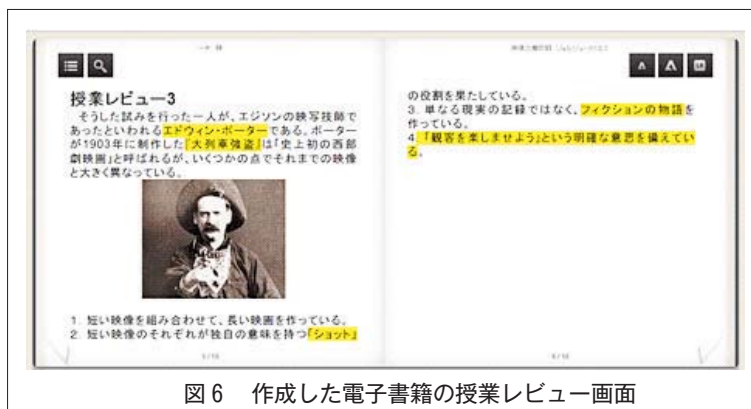 授業レビュー3
そうした試みを行った一人が、エジソンの映写技師で
あったといわれるエドウィン・ポーターである。ポーター
が1903年に制作した『大列車強盗』は「史上初の西部
劇映画」と呼ばれるが、いくつかの点でそれまでの映像
と大きく異なっている。
1. 短い映像を組み合わせて、長い映画を作っている。
2. 短い映像のそれぞれが独自の意味を持つ「ショット」
の役割を果たしている。
3. 単なる現実の記録ではなく、フィクションの物語を
作っている。
4. 「観客を楽しませよう」という明確な意思を備えてい
る。
図6 作成した電子書籍の授業レビュー画面